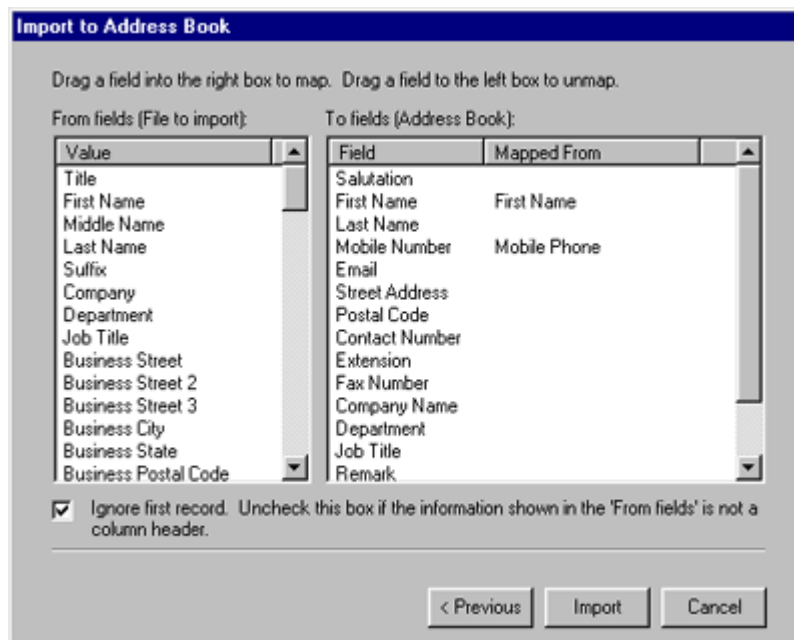 Import to Address Book
Drag a field into the right box to map. Drag a field to the left box to unmap.
From fields (File to import):
Value
Title
First Name
Middle Name
Last Name
Suffix
Company
Department
Job Title
Business Street
Business Street 2
Business Street 3
Business City
Business State
Business Postal Code
To fields (Address Book):
Field Mapped From
Salutation
First Name First Name
Last Name
Mobile Number Mobile Phone
Email
Street Address
Postal Code
Contact Number
Extension
Fax Number
Company Name
Department
Job Title
Remark
Ignore first record. Uncheck this box if the information shown in the 'From fields' is not a
column header.
< Previous Import Cancel